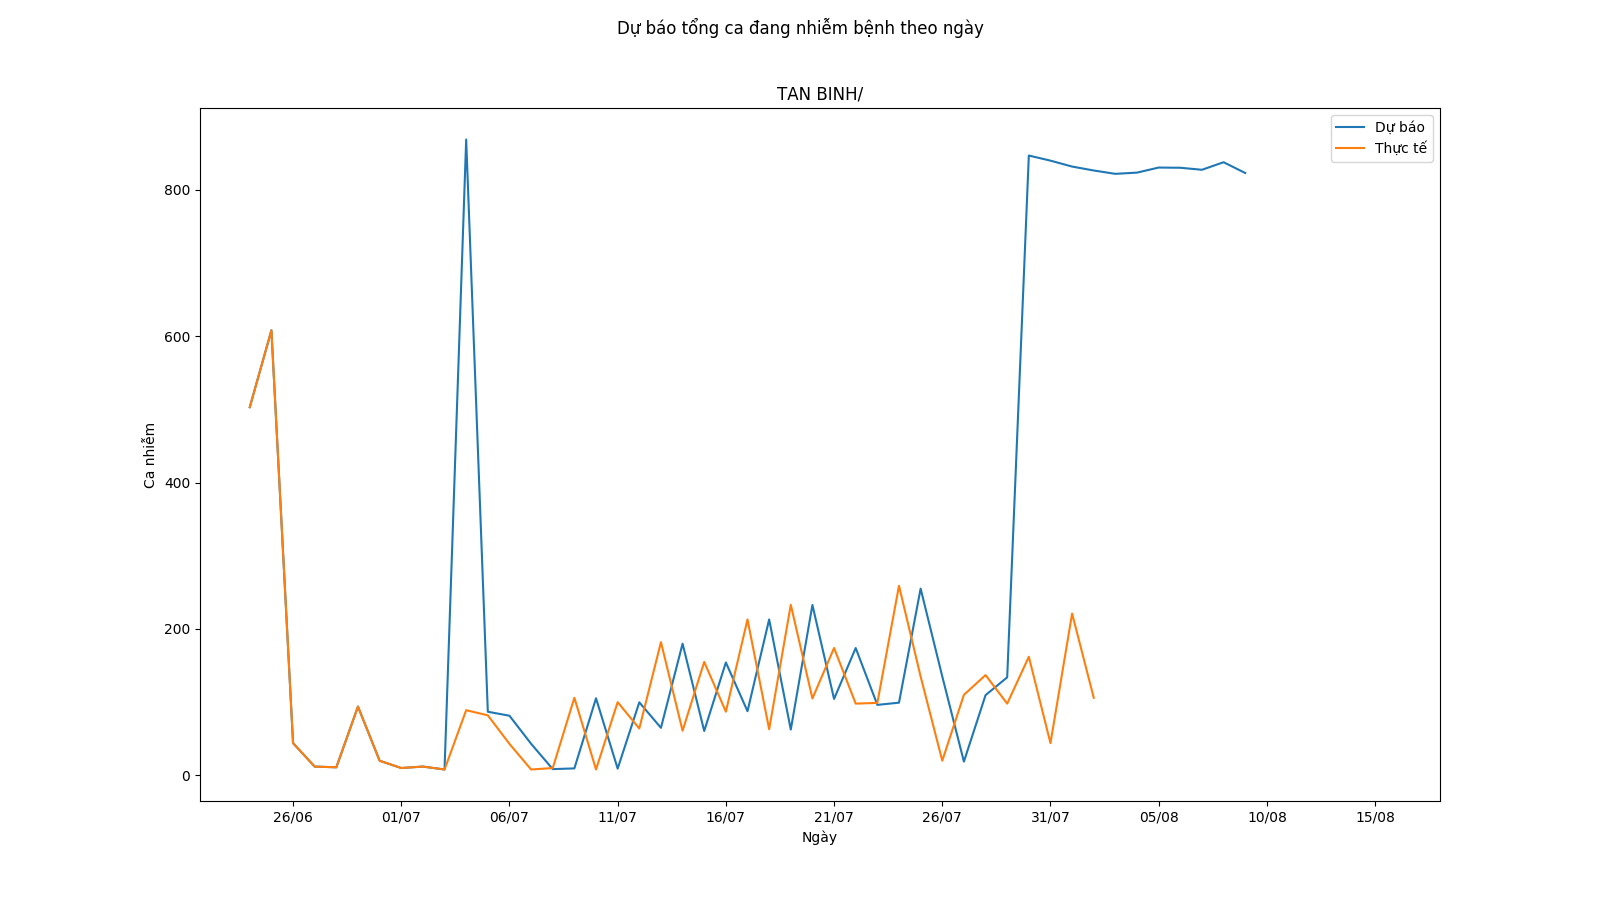 Dự báo tổng ca đang nhiễm bệnh theo ngày
TAN BINH/
Dự báo
Thực tế
800
600
400
200
0
Ca nhiễm
26/06 01/07 06/07 11/07 16/07 21/07 26/07 31/07 05/08 10/08 15/08
Ngày